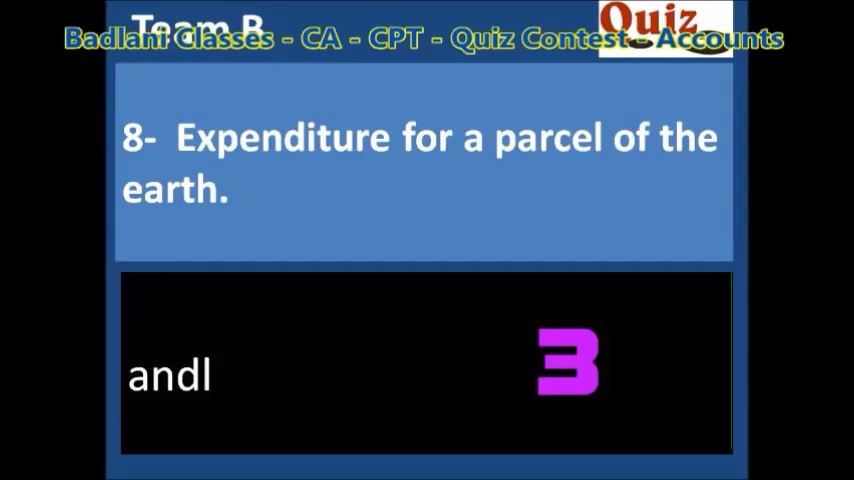 Team B
Quiz
Badlani Classes - CA - CPT - Quiz Contest - Accounts
8- Expenditure for a parcel of the
earth.
andl
3